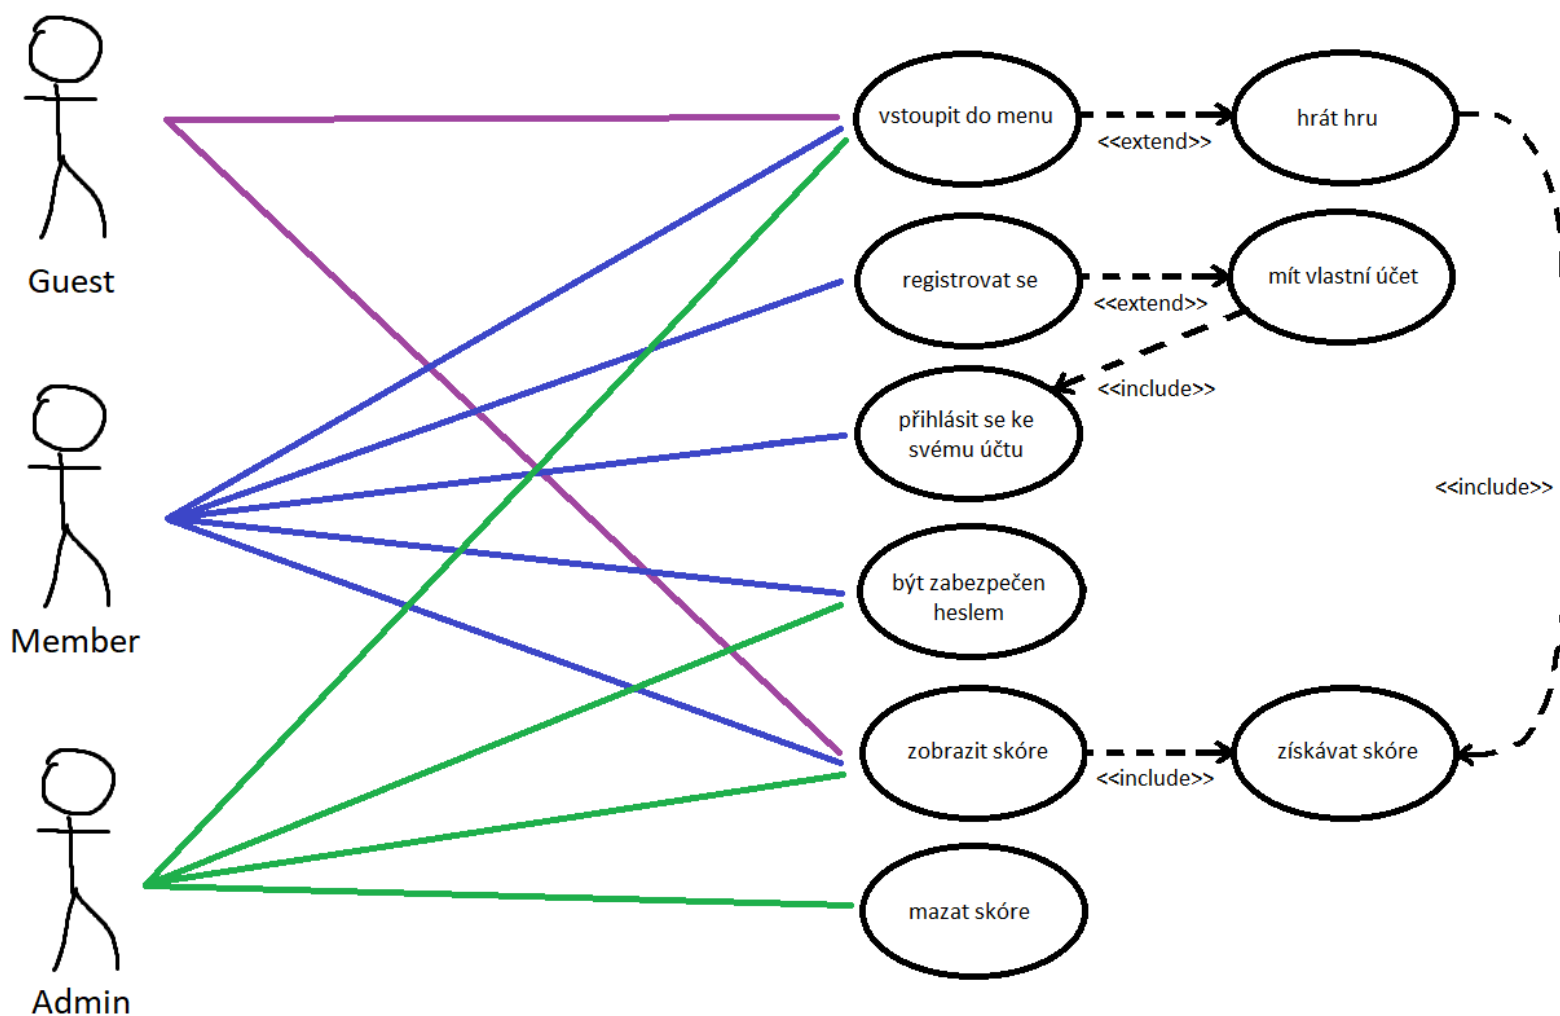 vstoupit do menu
<<extend>>
hrát hru
Guest
registrovat se
<<extend>>
mít vlastní účet
přihlásit se ke
svému účtu
<<include>>
<<include>>
Member
být zabezpečen
heslem
zobrazit skóre
<<include>>
získávat skóre
mazat skóre
Admin